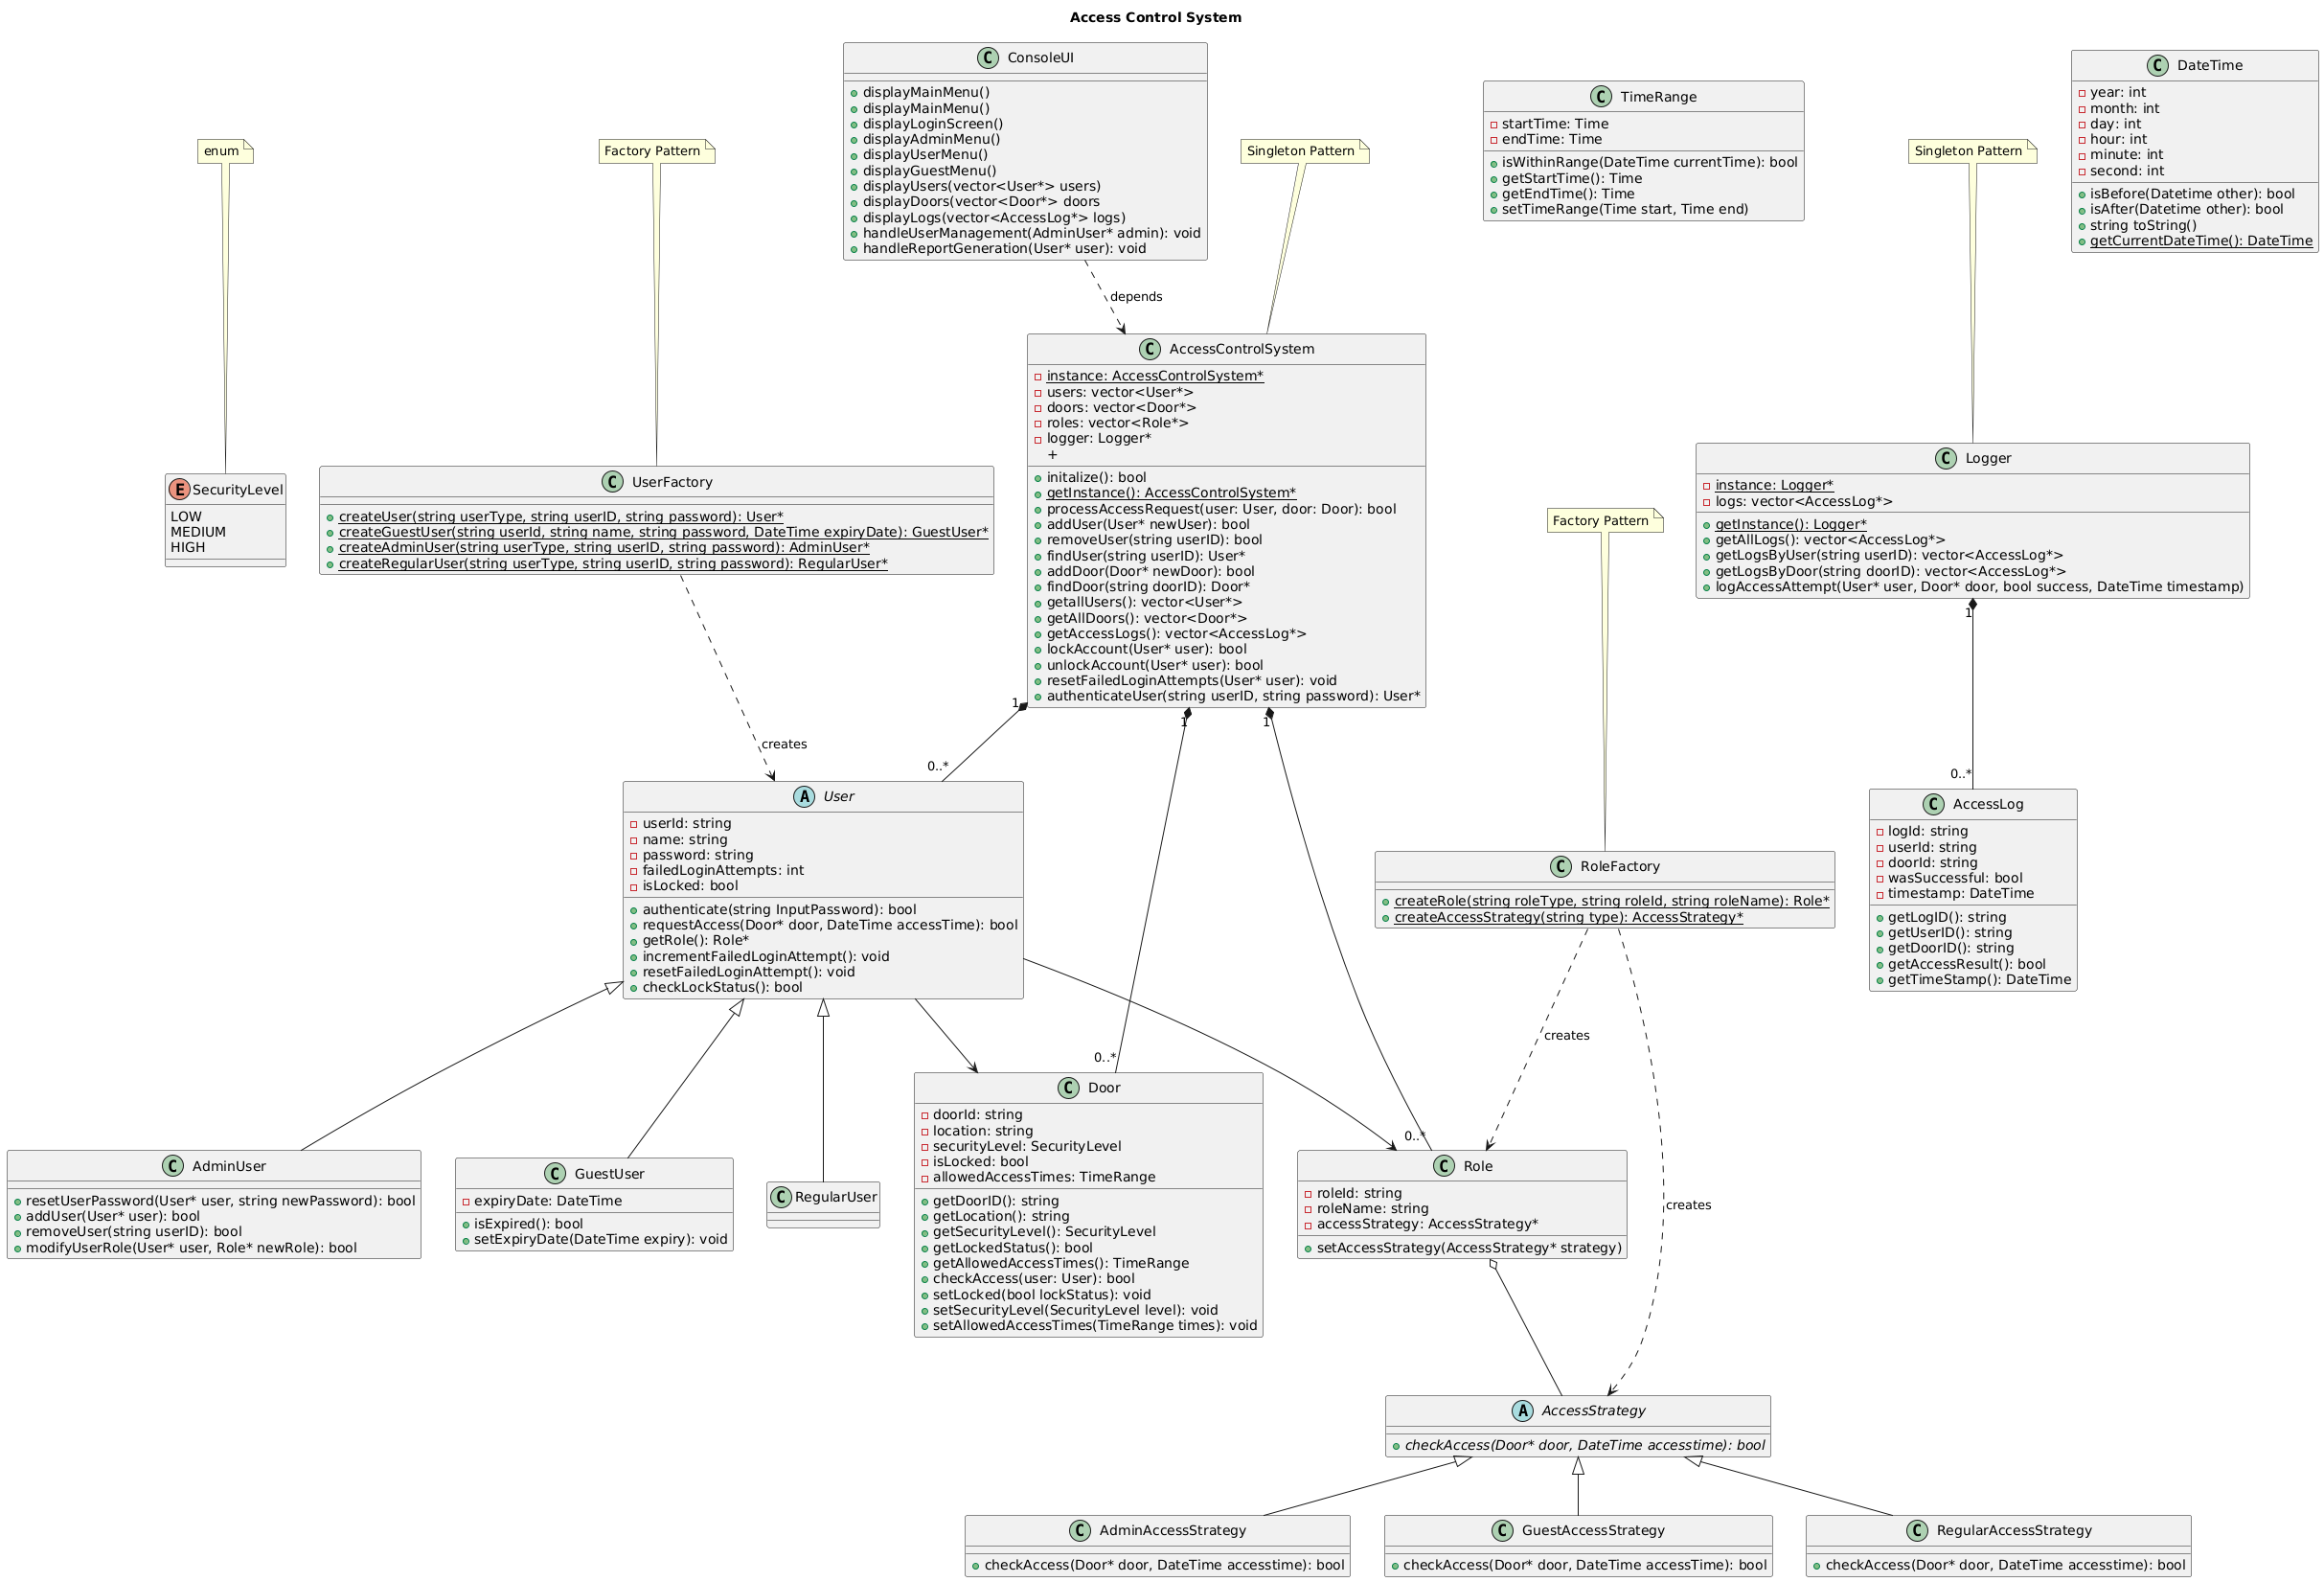 Access Control System
ConsoleUI
displayMainMenu()
displayMainMenu()
displayLoginScreen()
displayAdminMenu()
displayUserMenu()
displayGuestMenu()
displayUsers(vector<User*> users)
displayDoors(vector<Door*> doors
displayLogs(vector<AccessLog*> logs)
handleUserManagement(AdminUser* admin): void
handleReportGeneration(User* user): void
TimeRange
startTime: Time
endTime: Time
isWithinRange(DateTime currentTime): bool
getStartTime(): Time
getEndTime(): Time
setTimeRange(Time start, Time end)
DateTime
year: int
month: int
day: int
hour: int
minute: int
second: int
isBefore(Datetime other): bool
isAfter(Datetime other): bool
string toString()
getCurrentDateTime(): DateTime
enum
Factory Pattern
Singleton Pattern
Singleton Pattern
depends
AccessControlSystem
instance: AccessControlSystem*
users: vector<User*>
doors: vector<Door*>
roles: vector<Role*>
logger: Logger*
+
initalize(): bool
getInstance(): AccessControlSystem*
processAccessRequest(user: User, door: Door): bool
addUser(User* newUser): bool
removeUser(string userID): bool
findUser(string userID): User*
addDoor(Door* newDoor): bool
findDoor(string doorID): Door*
getallUsers(): vector<User*>
getAllDoors(): vector<Door*>
getAccessLogs(): vector<AccessLog*>
lockAccount(User* user): bool
unlockAccount(User* user): bool
resetFailedLoginAttempts(User* user): void
authenticateUser(string userID, string password): User*
SecurityLevel
LOW
MEDIUM
HIGH
UserFactory
createUser(string userType, string userID, string password): User*
createGuestUser(string userId, string name, string password, DateTime expiryDate): GuestUser*
createAdminUser(string userType, string userID, string password): AdminUser*
createRegularUser(string userType, string userID, string password): RegularUser*
Factory Pattern
Logger
instance: Logger*
logs: vector<AccessLog*>
getInstance(): Logger*
getAllLogs(): vector<AccessLog*>
getLogsByUser(string userID): vector<AccessLog*>
getLogsByDoor(string doorID): vector<AccessLog*>
logAccessAttempt(User* user, Door* door, bool success, DateTime timestamp)
1
1
1
1
creates
0..*
0..*
User
userId: string
name: string
password: string
failedLoginAttempts: int
isLocked: bool
authenticate(string InputPassword): bool
requestAccess(Door* door, DateTime accessTime): bool
getRole(): Role*
incrementFailedLoginAttempt(): void
resetFailedLoginAttempt(): void
checkLockStatus(): bool
RoleFactory
createRole(string roleType, string roleId, string roleName): Role*
createAccessStrategy(string type): AccessStrategy*
AccessLog
logId: string
userId: string
doorId: string
wasSuccessful: bool
timestamp: DateTime
getLogID(): string
getUserID(): string
getDoorID(): string
getAccessResult(): bool
getTimeStamp(): DateTime
creates
0..*
0..*
AdminUser
resetUserPassword(User* user, string newPassword): bool
addUser(User* user): bool
removeUser(string userID): bool
modifyUserRole(User* user, Role* newRole): bool
GuestUser
expiryDate: DateTime
isExpired(): bool
setExpiryDate(DateTime expiry): void
RegularUser
Door
doorId: string
location: string
securityLevel: SecurityLevel
isLocked: bool
allowedAccessTimes: TimeRange
getDoorID(): string
getLocation(): string
getSecurityLevel(): SecurityLevel
getLockedStatus(): bool
getAllowedAccessTimes(): TimeRange
checkAccess(user: User): bool
setLocked(bool lockStatus): void
setSecurityLevel(SecurityLevel level): void
setAllowedAccessTimes(TimeRange times): void
Role
roleId: string
roleName: string
accessStrategy: AccessStrategy*
setAccessStrategy(AccessStrategy* strategy)
creates
AccessStrategy
checkAccess(Door* door, DateTime accesstime): bool
AdminAccessStrategy
checkAccess(Door* door, DateTime accesstime): bool
GuestAccessStrategy
checkAccess(Door* door, DateTime accessTime): bool
RegularAccessStrategy
checkAccess(Door* door, DateTime accesstime): bool